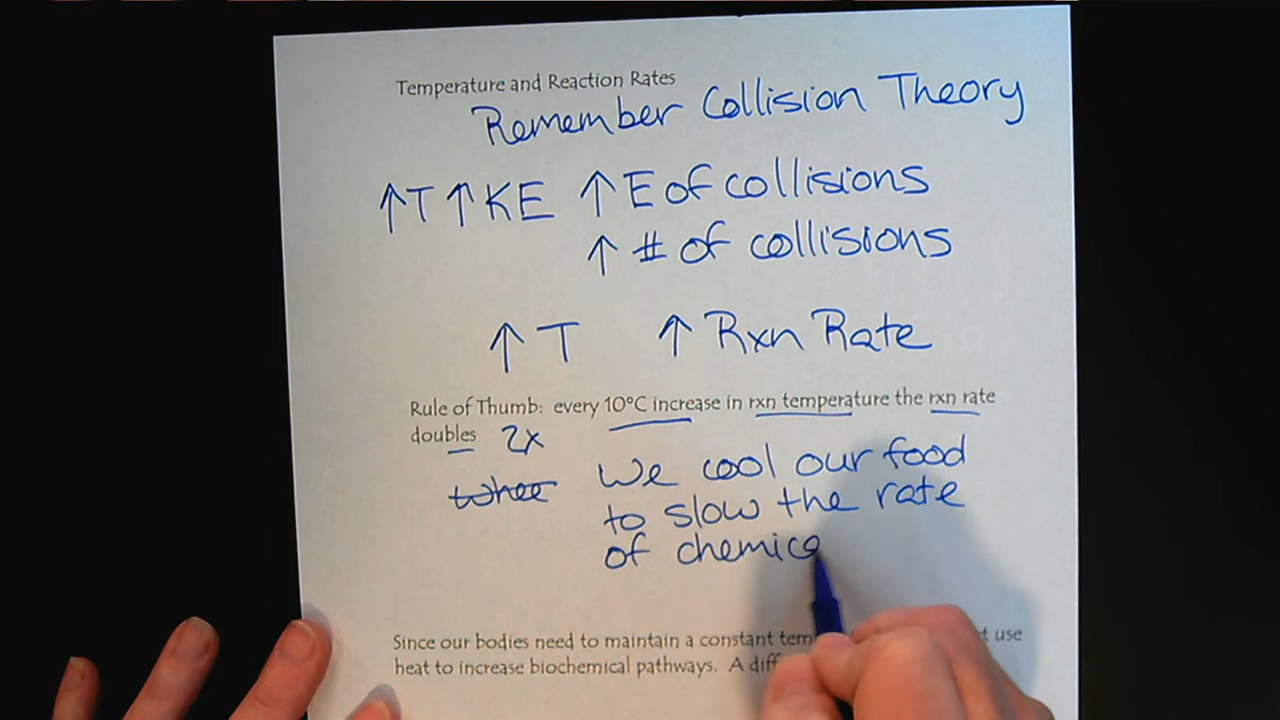 Temperature and Reaction Rates
Remember Collision Theory
↑T ↑KE ↑E of collisions
↑ # of collisions
↑ T ↑ Rxn Rate
Rule of Thumb: every 10°C increase in rxn temperature the rxn rate
doubles 2x
We cool our food
to slow the rate
of chemica
Since our bodies need to maintain a constant tem
use
heat to increase biochemical pathways. A diff